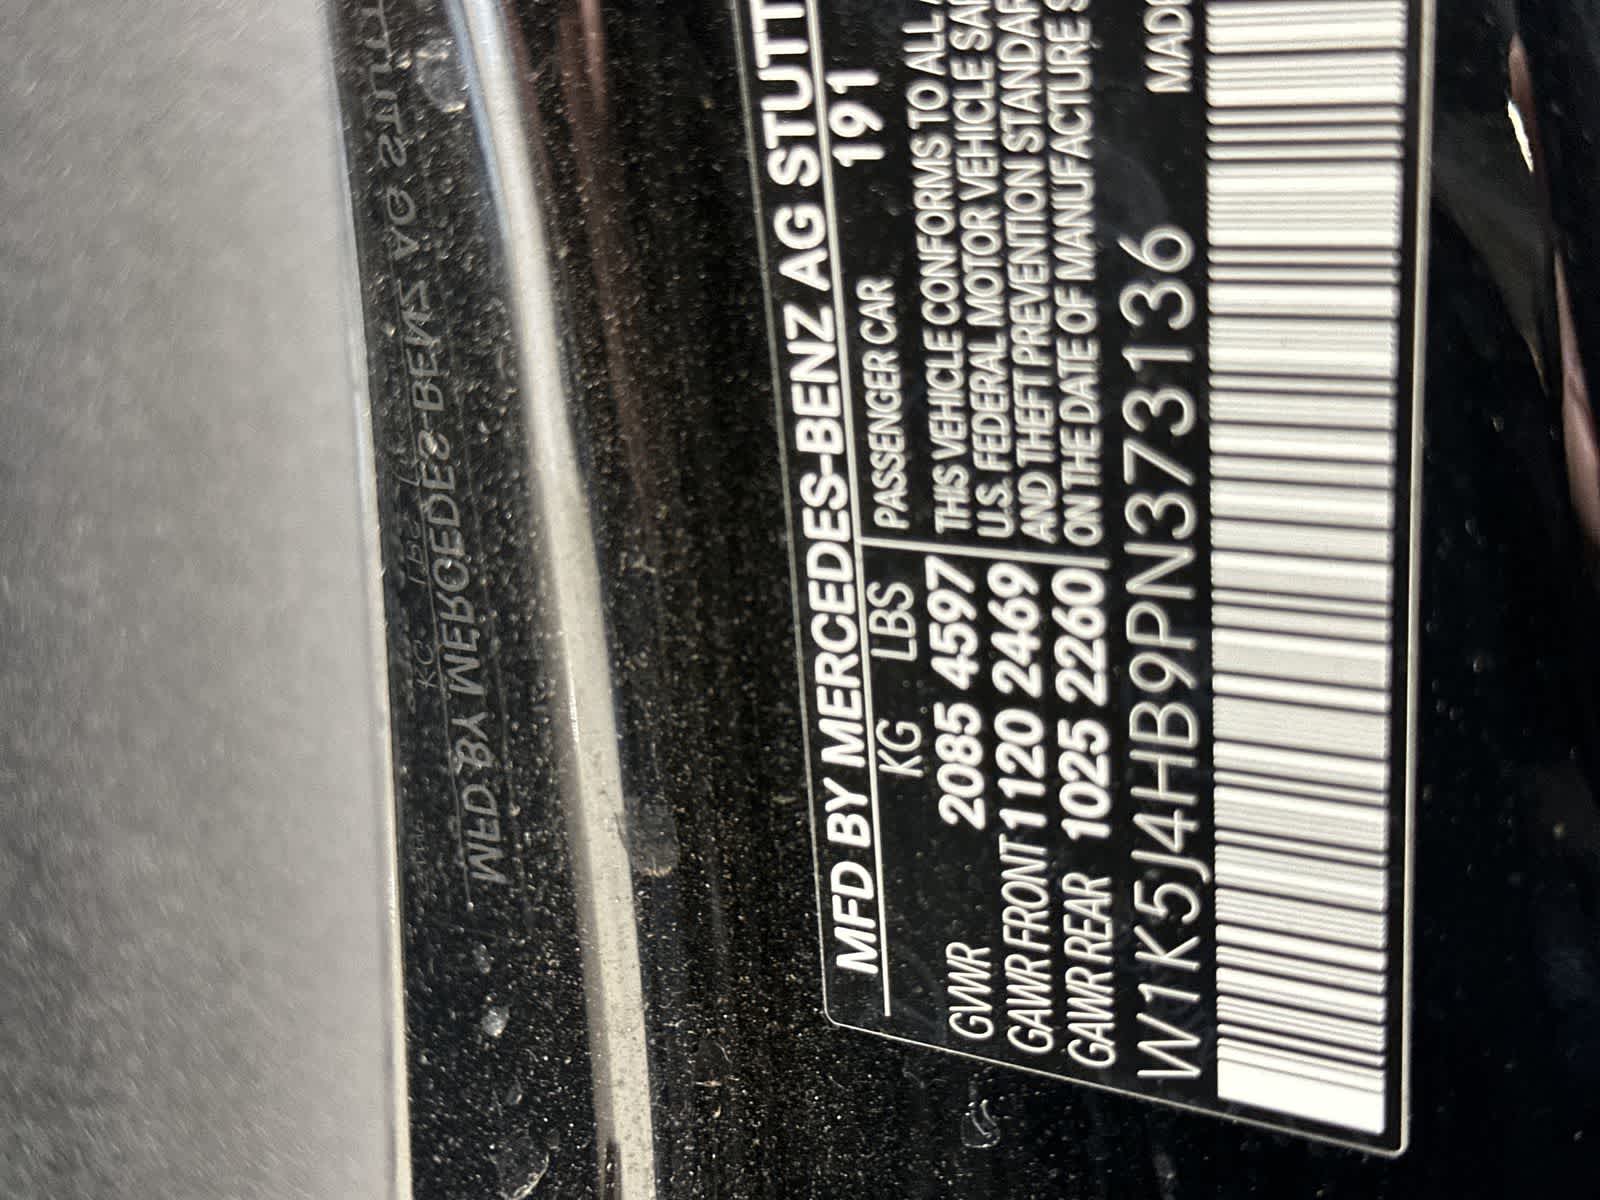 MFD BY MERCEDES-BENZ AG STUTT
KG LBS PASSENGER CAR 191
GVWR 2085 4597 THIS VEHICLE CONFORMS TO ALL
GAWR FRONT 1120 2469 U.S. FEDERAL MOTOR VEHICLE
GAWR REAR 1025 2260 AND THEFT PREVENTION STANDAR
ON THE DATE OF MANUFACTURE S
W1K5J4HB9PN373136 MADE
MFD BY MERCEDES-BENZ AG STUTT
KG LBS